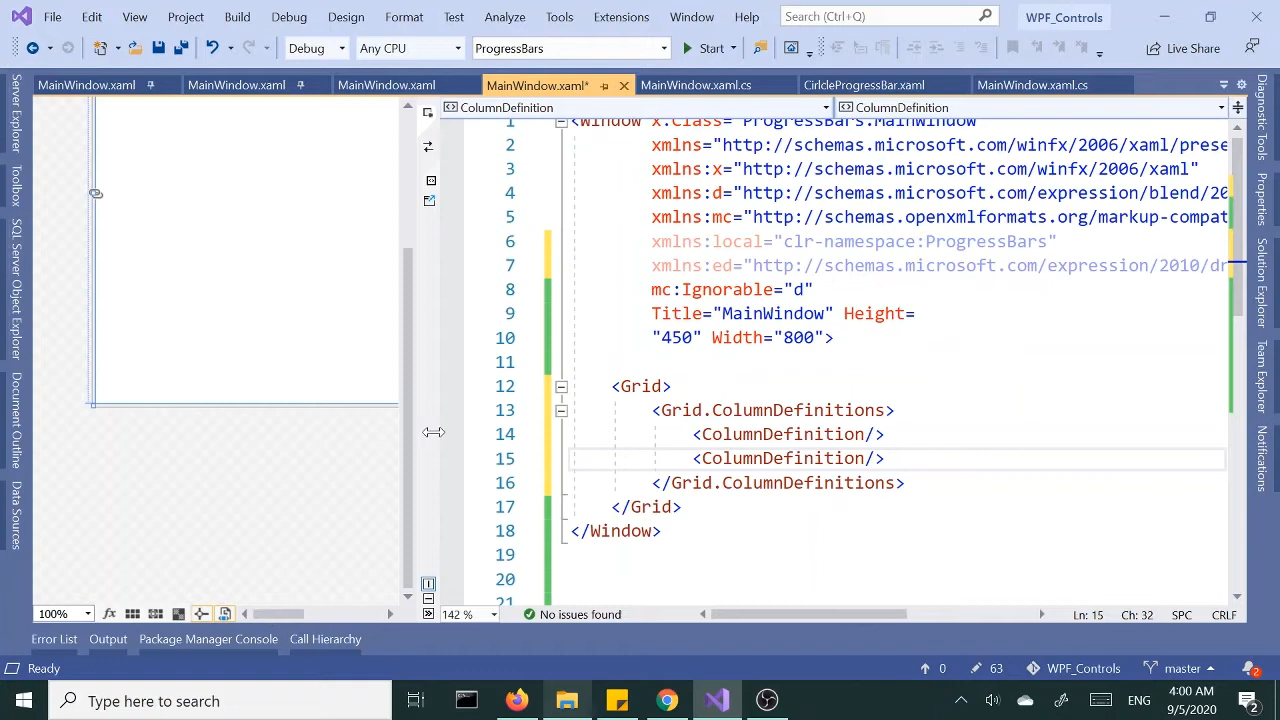 File Edit View Git Project Build Debug Design Format Test Analyze Tools Extensions Window Help Search (Ctrl+Q) WPF_Controls
Debug Any CPU ProgressBars Start Live Share
MainWindow.xaml MainWindow.xaml MainWindow.xaml MainWindow.xaml* MainWindow.xaml.cs CirlcleProgressBar.xaml MainWindow.xaml.cs
ColumnDefinition ColumnDefinition
Server Explorer
Toolbox
SQL Server Object Explorer
Document Outline
Data Sources
1 <Window x:Class="ProgressBars.MainWindow"
2 xmlns="http://schemas.microsoft.com/winfx/2006/xaml/prese
3 xmlns:x="http://schemas.microsoft.com/winfx/2006/xaml"
4 xmlns:d="http://schemas.microsoft.com/expression/blend/20
5 xmlns:mc="http://schemas.openxmlformats.org/markup-compat
6 xmlns:local="clr-namespace:ProgressBars"
7 xmlns:ed="http://schemas.microsoft.com/expression/2010/dr
8 mc:Ignorable="d"
9 Title="MainWindow" Height=
10 "450" Width="800">
11
12 <Grid>
13 <Grid.ColumnDefinitions>
14 <ColumnDefinition/>
15 <ColumnDefinition/>
16 </Grid.ColumnDefinitions>
17 </Grid>
18 </Window>
19
20
21
Diagnostic Tools
Properties
Solution Explorer
Team Explorer
Notifications
100% fx 142 % No issues found Ln: 15 Ch: 32 SPC CRLF
Error List Output Package Manager Console Call Hierarchy
Ready 0 63 WPF_Controls master 2
Type here to search ENG
:00 AM
9/5/2020
2